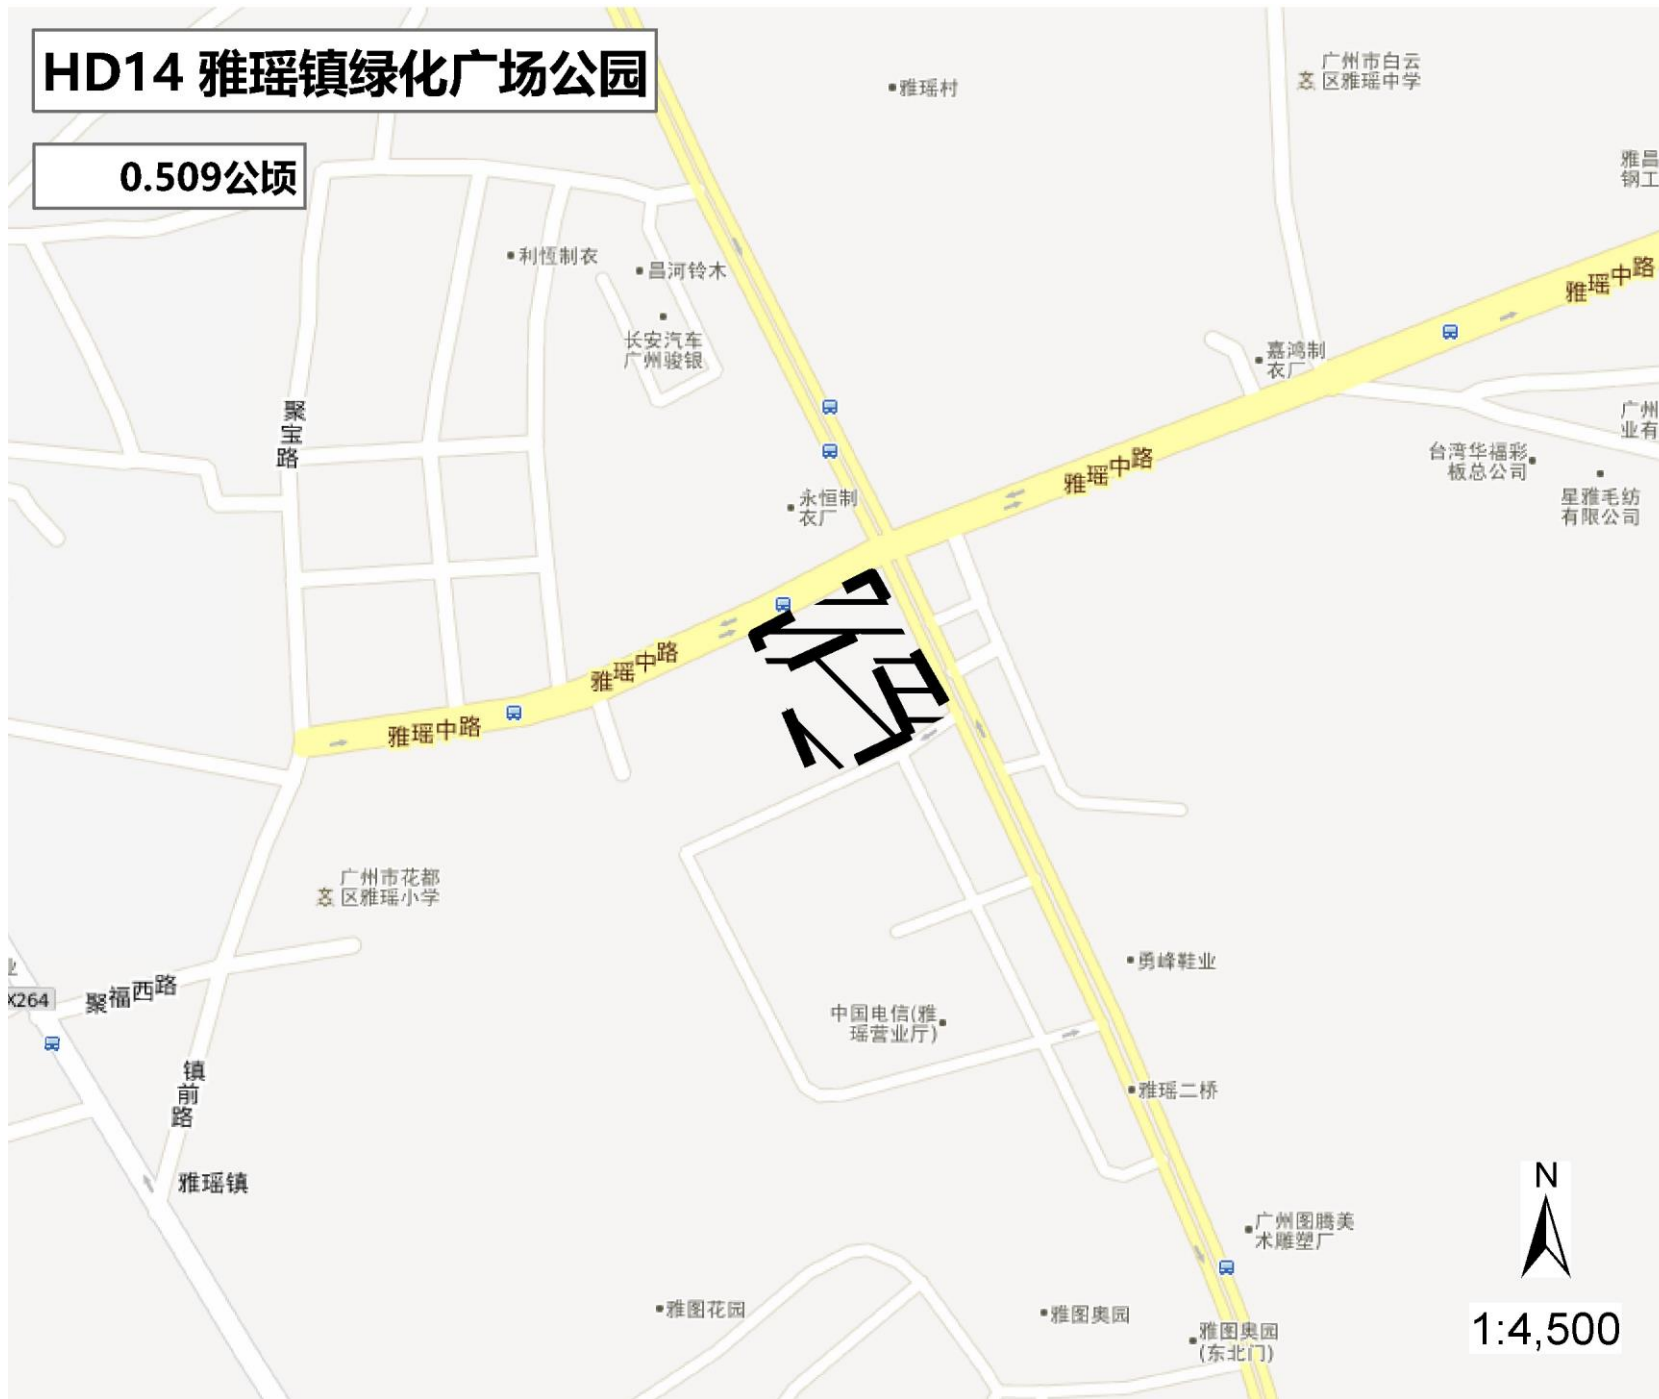 HD14 雅瑶镇绿化广场公园
0.509公顷
雅瑶村
广州市白云
区雅瑶中学
雅昌
钢工
利恆制衣
昌河铃木
长安汽车
广州骏银
雅瑶中路
嘉鸿制
衣厂
聚宝路
广州
业有
台湾华福彩
板总公司
星雅毛纺
有限公司
雅瑶中路
永恒制
衣厂
雅瑶中路
雅瑶中路
广州市花都
区雅瑶小学
业
X264
聚福西路
勇峰鞋业
中国电信(雅
瑶营业厅)
镇前路
雅瑶二桥
雅瑶镇
N
广州图腾美
术雕塑厂
雅图花园
雅图奥园
雅图奥园
(东北门)
1:4,500